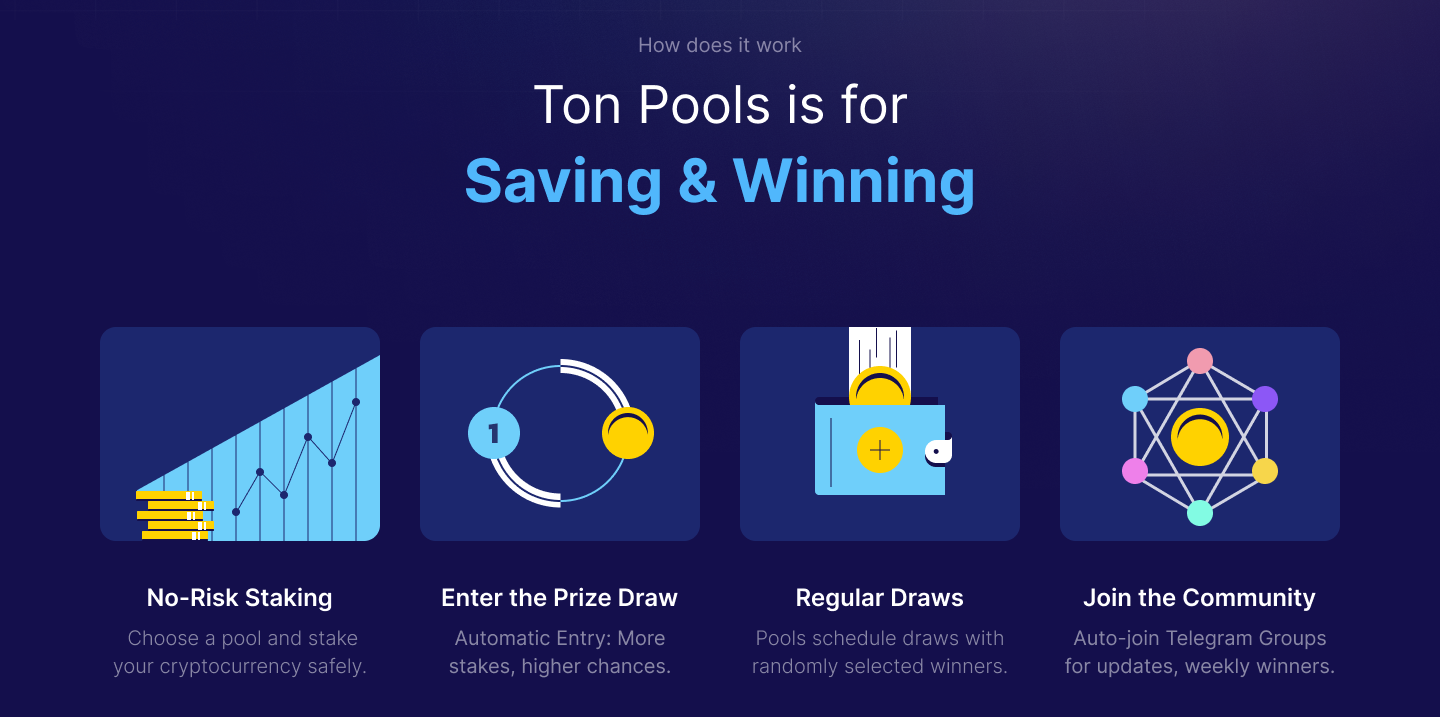 How does it work
Ton Pools is for
Saving & Winning
1
No-Risk Staking
Choose a pool and stake
your cryptocurrency safely.
Enter the Prize Draw
Automatic Entry: More
stakes, higher chances.
Regular Draws
Pools schedule draws with
randomly selected winners.
Join the Community
Auto-join Telegram Groups
for updates, weekly winners.